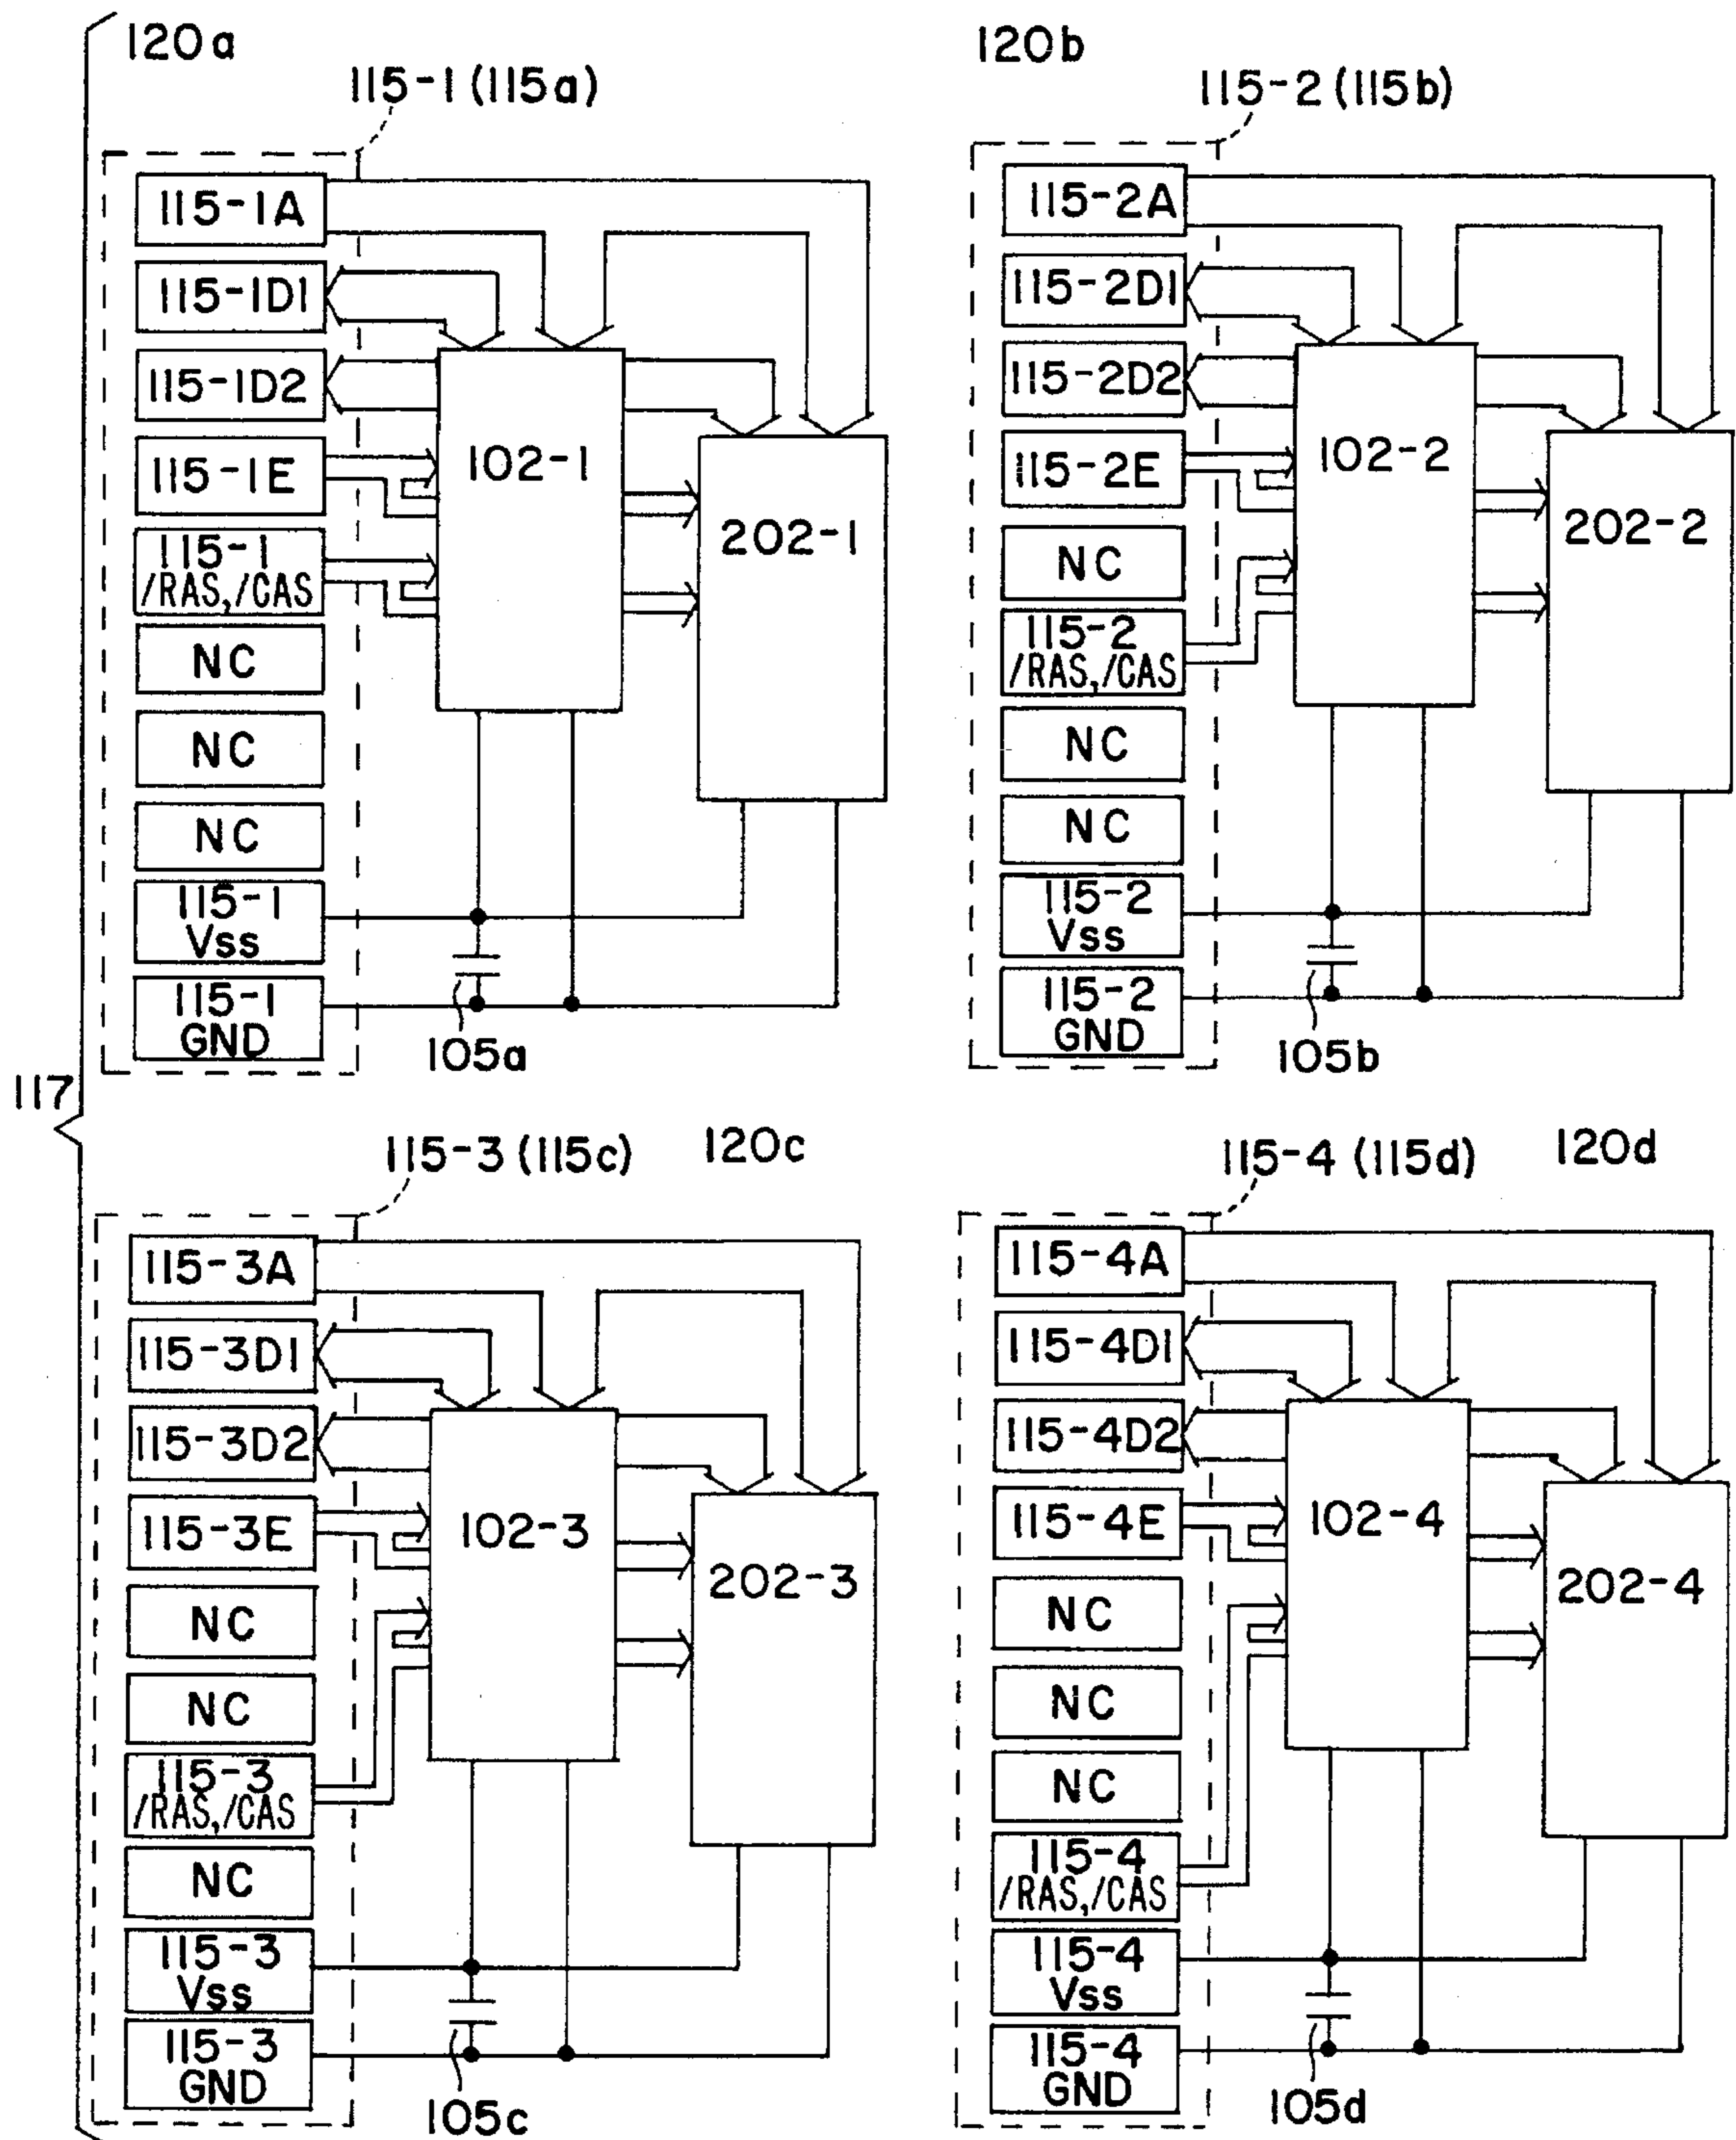 120a
115-1 (115a)
115-1A
115-1D1
115-1D2
115-1E
115-1
/RAS,/CAS
NC
NC
NC
115-1
Vss
115-1
GND
102-1
202-1
105a
120b
115-2 (115b)
115-2A
115-2D1
115-2D2
115-2E
NC
115-2
/RAS,/CAS
NC
NC
115-2
Vss
115-2
GND
102-2
202-2
105b
117
115-3 (115c)
120c
115-3A
115-3D1
115-3D2
115-3E
NC
NC
115-3
/RAS,/CAS
NC
115-3
Vss
115-3
GND
102-3
202-3
105c
115-4 (115d)
120d
115-4A
115-4D1
115-4D2
115-4E
NC
NC
NC
115-4
/RAS,/CAS
115-4
Vss
115-4
GND
102-4
202-4
105d